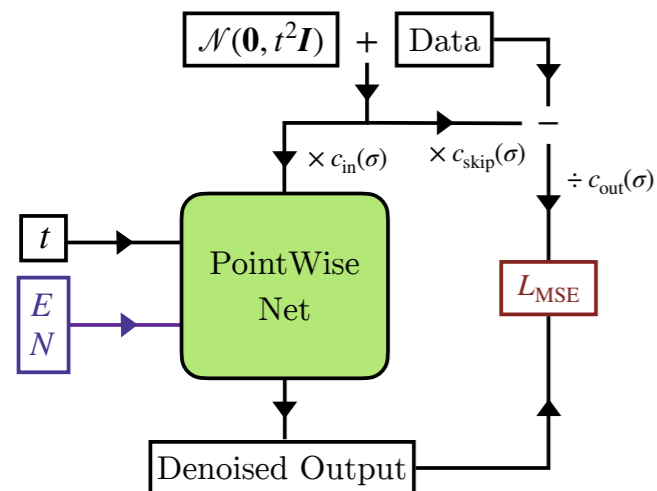 𝒩(𝟎, t²𝑰) + Data
−
× c_in(σ)
× c_skip(σ)
÷ c_out(σ)
t
PointWise
Net
E
N
L_MSE
Denoised Output